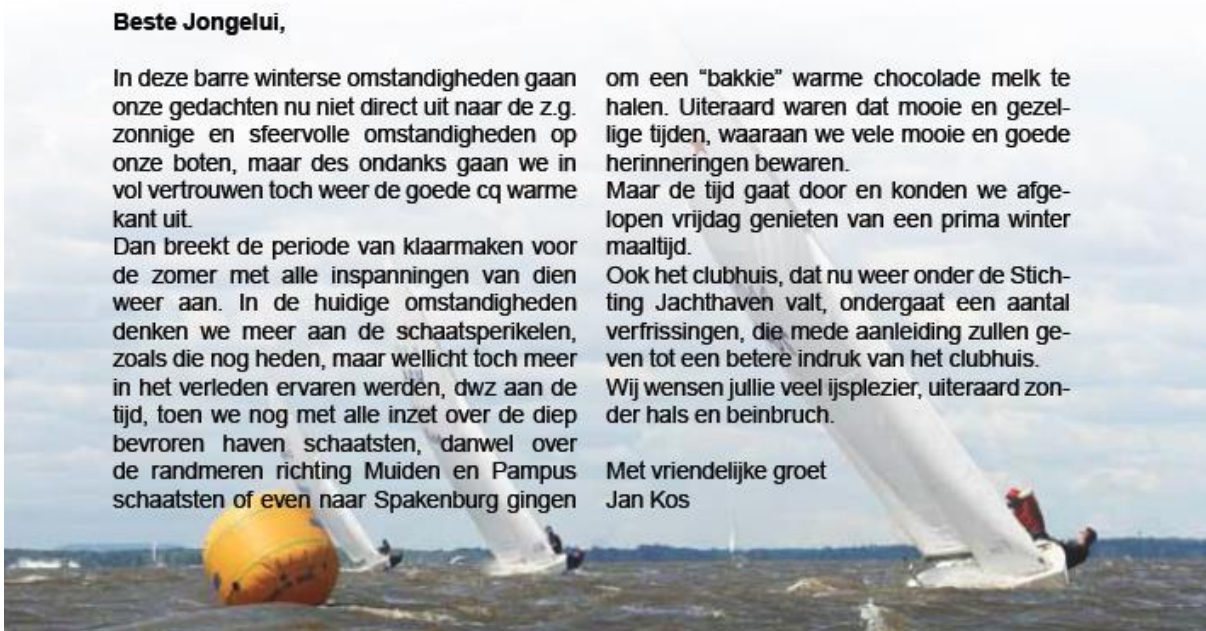 Beste Jongelui,
In deze barre winterse omstandigheden gaan
onze gedachten nu niet direct uit naar de z.g.
zonnige en sfeervolle omstandigheden op
onze boten, maar des ondanks gaan we in
vol vertrouwen toch weer de goede cq warme
kant uit.
Dan breekt de periode van klaarmaken voor
de zomer met alle inspanningen van dien
weer aan. In de huidige omstandigheden
denken we meer aan de schaatsperikelen,
zoals die nog heden, maar wellicht toch meer
in het verleden ervaren werden, dwz aan de
tijd, toen we nog met alle inzet over de diep
bevroren haven schaatsten, danwel over
de randmeren richting Muiden en Pampus
schaatsten of even naar Spakenburg gingen
om een “bakkie” warme chocolade melk te
halen. Uiteraard waren dat mooie en gezel-
lige tijden, waaraan we vele mooie en goede
herinneringen bewaren.
Maar de tijd gaat door en konden we afge-
lopen vrijdag genieten van een prima winter
maaltijd.
Ook het clubhuis, dat nu weer onder de Stich-
ting Jachthaven valt, ondergaat een aantal
verfrissingen, die mede aanleiding zullen ge-
ven tot een betere indruk van het clubhuis.
Wij wensen jullie veel ijsplezier, uiteraard zon-
der hals en beinbruch.
Met vriendelijke groet
Jan Kos